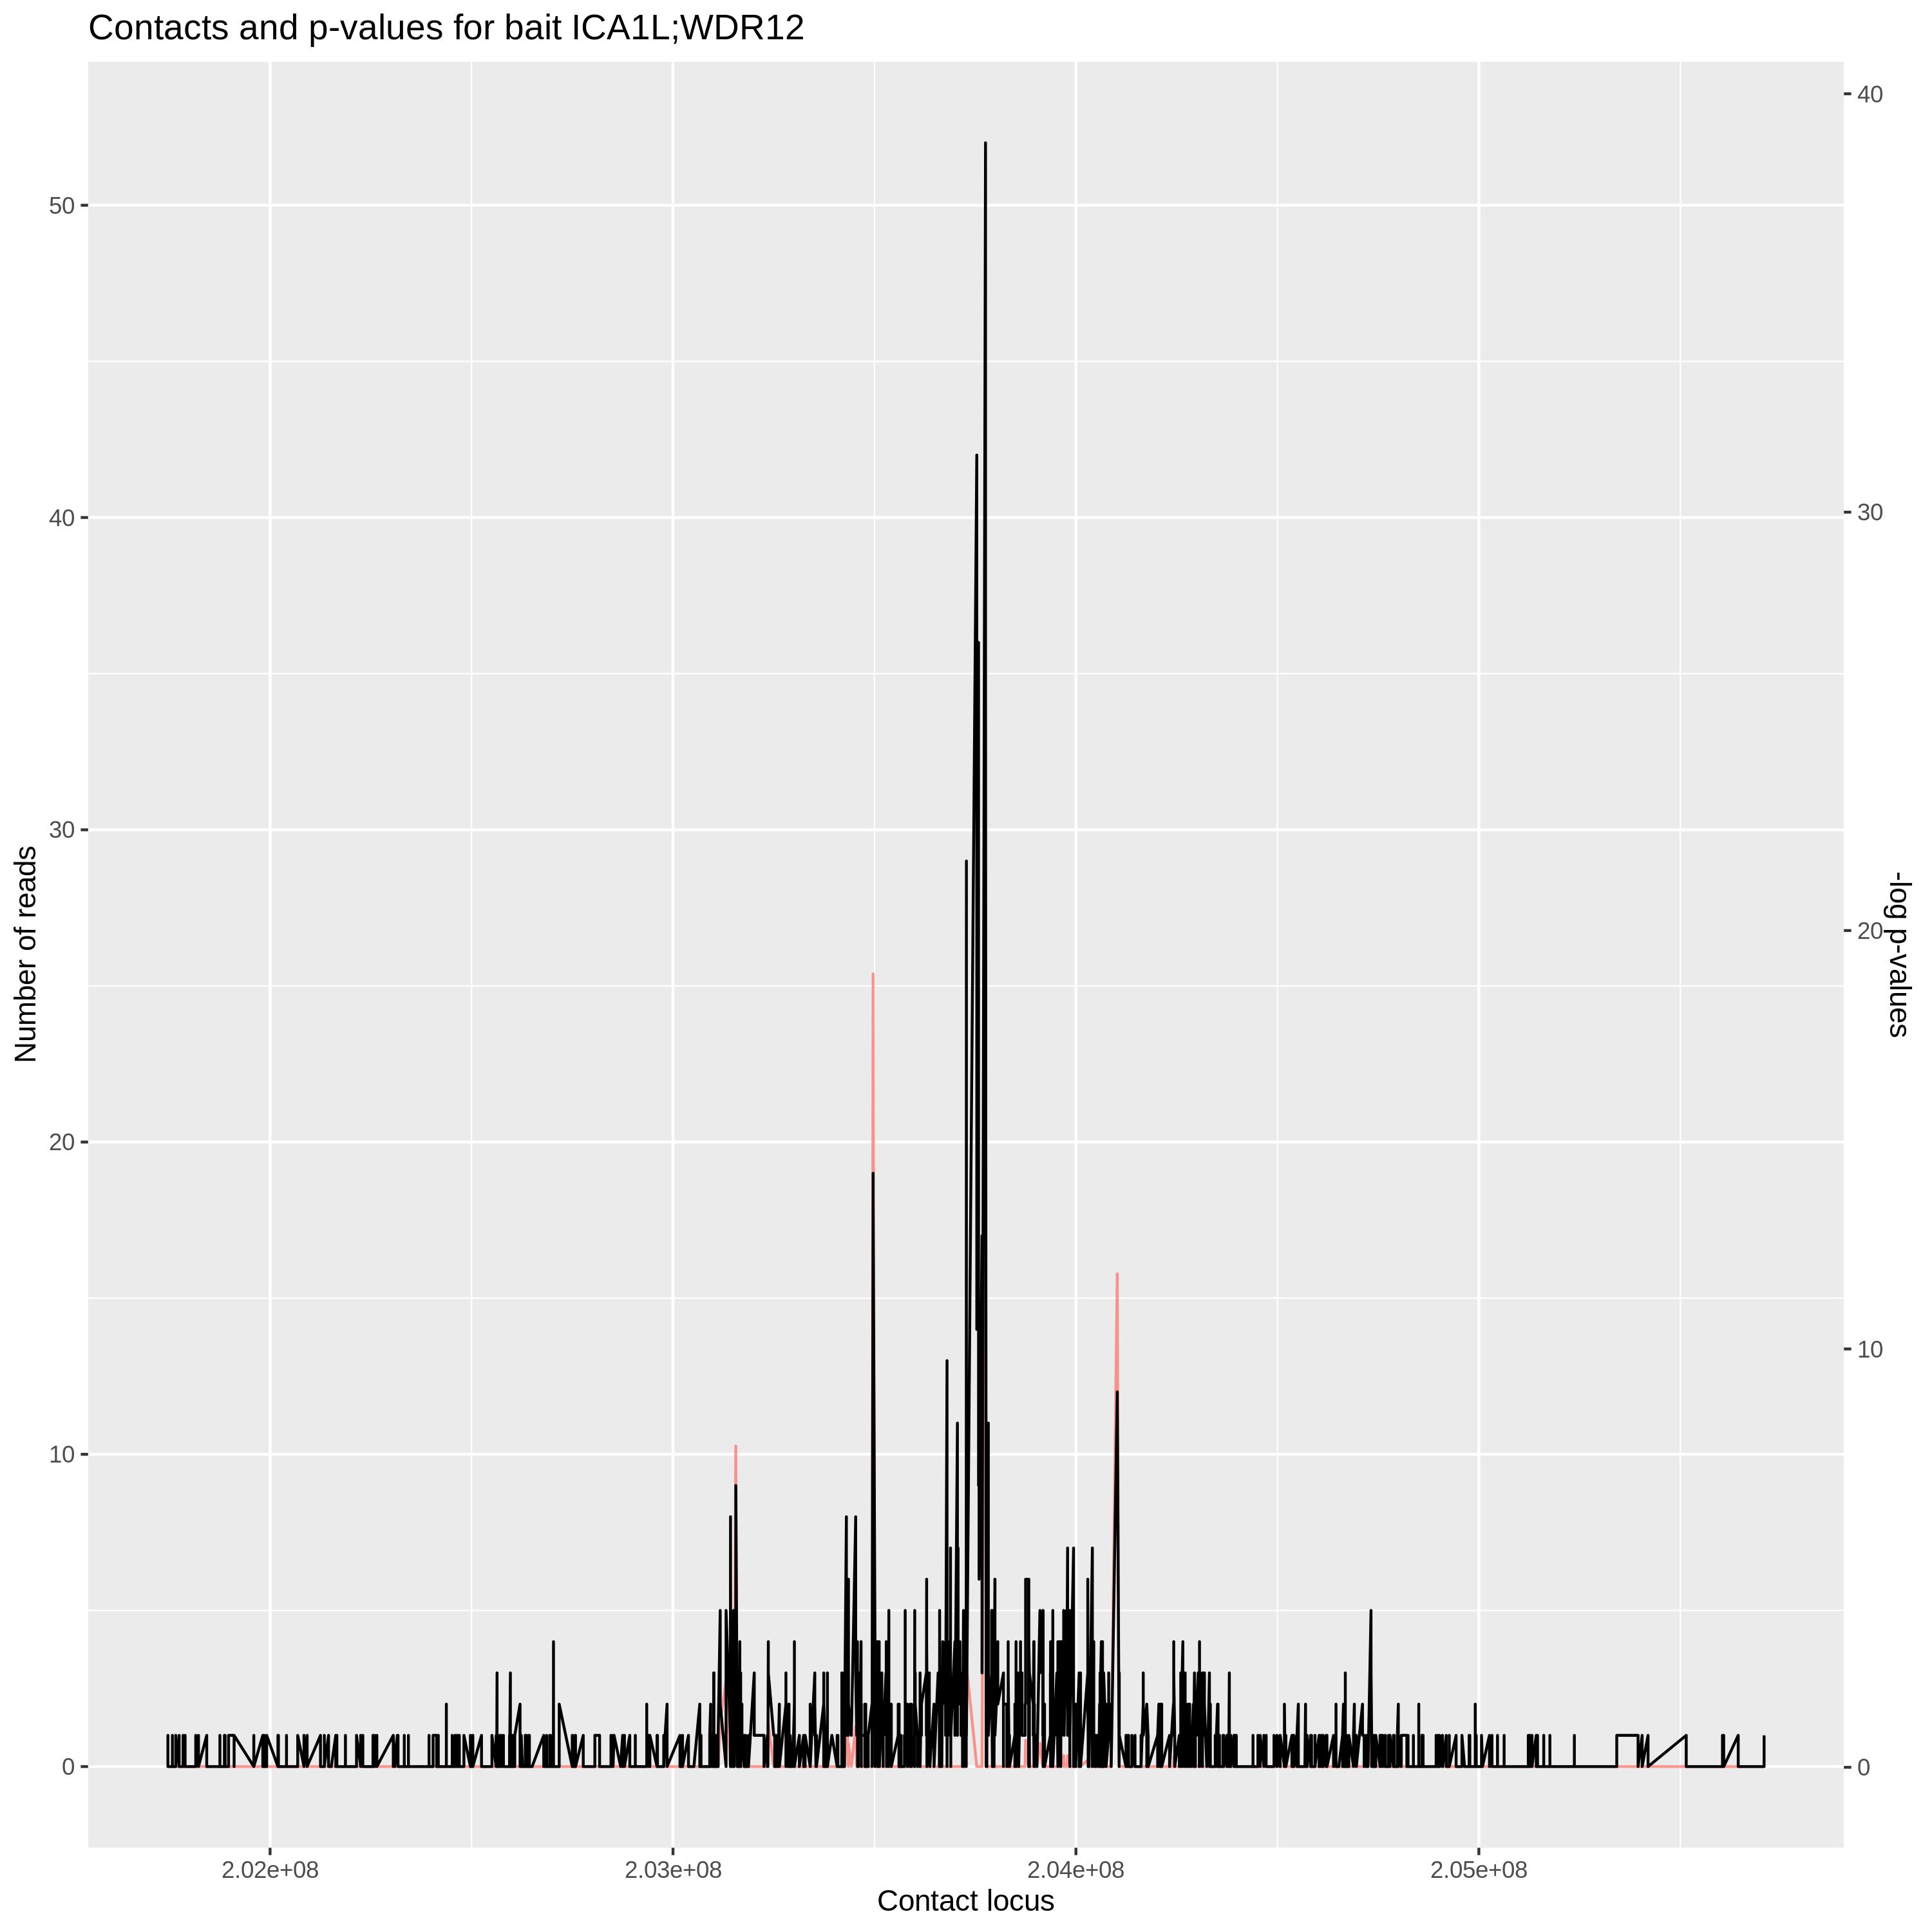 Contacts and p-values for bait ICA1L;WDR12
Number of reads
50
40
30
20
10
0
40
30
20
10
0
-log p-values
2.02e+08
2.03e+08
2.04e+08
2.05e+08
Contact locus